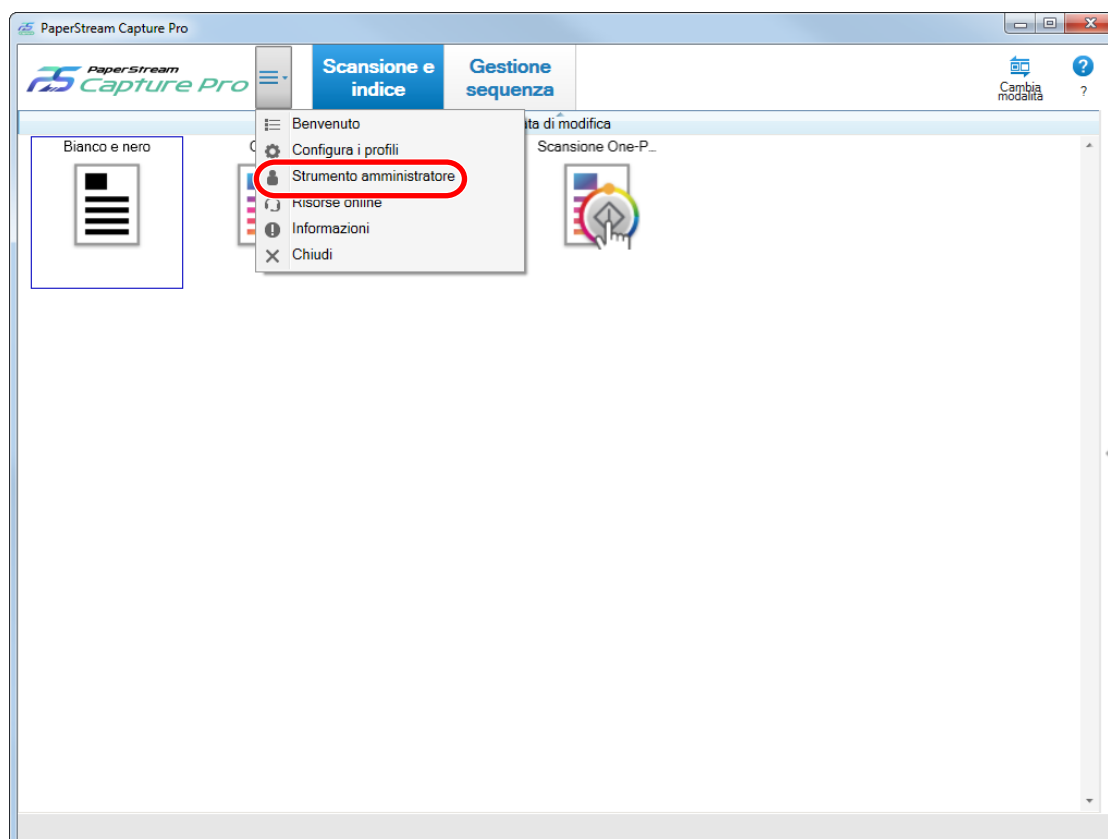 PaperStream Capture Pro
PaperStream
Capture Pro
Scansione e
indice
Gestione
sequenza
Cambia
modalità
?
Benvenuto
di modifica
Bianco e nero
Configura i profili
Scansione One-P...
Strumento amministratore
Risorse online
Informazioni
Chiudi